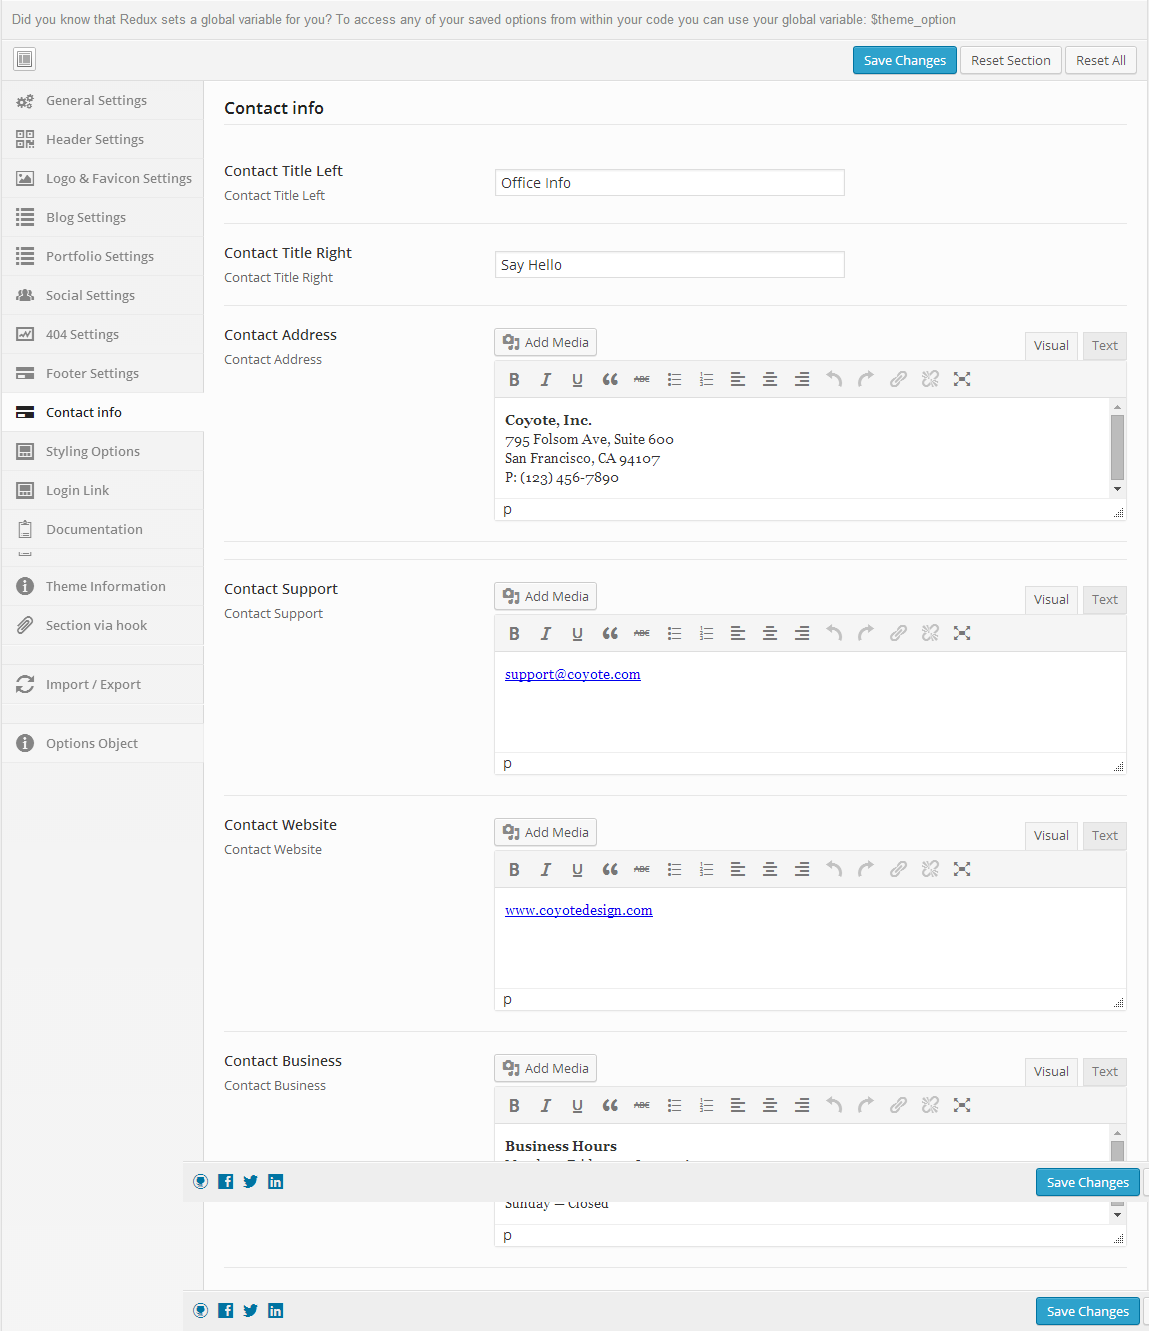 Did you know that Redux sets a global variable for you? To access any of your saved options from within your code you can use your global variable: $theme_option
Save Changes
Reset Section
Reset All
General Settings
Header Settings
Logo & Favicon Settings
Blog Settings
Portfolio Settings
Social Settings
404 Settings
Footer Settings
Contact info
Styling Options
Login Link
Documentation
Theme Information
Section via hook
Import / Export
Options Object
Contact info
Contact Title Left
Contact Title Left
Office Info
Contact Title Right
Contact Title Right
Say Hello
Contact Address
Contact Address
Add Media
Visual
Text
B I U ABC
Coyote, Inc.
795 Folsom Ave, Suite 600
San Francisco, CA 94107
P: (123) 456-7890
p
Contact Support
Contact Support
Add Media
Visual
Text
B I U ABC
support@coyote.com
p
Contact Website
Contact Website
Add Media
Visual
Text
B I U ABC
www.coyotedesign.com
p
Contact Business
Contact Business
Add Media
Visual
Text
B I U ABC
Business Hours
Save Changes
Sunday – Closed
p
Save Changes